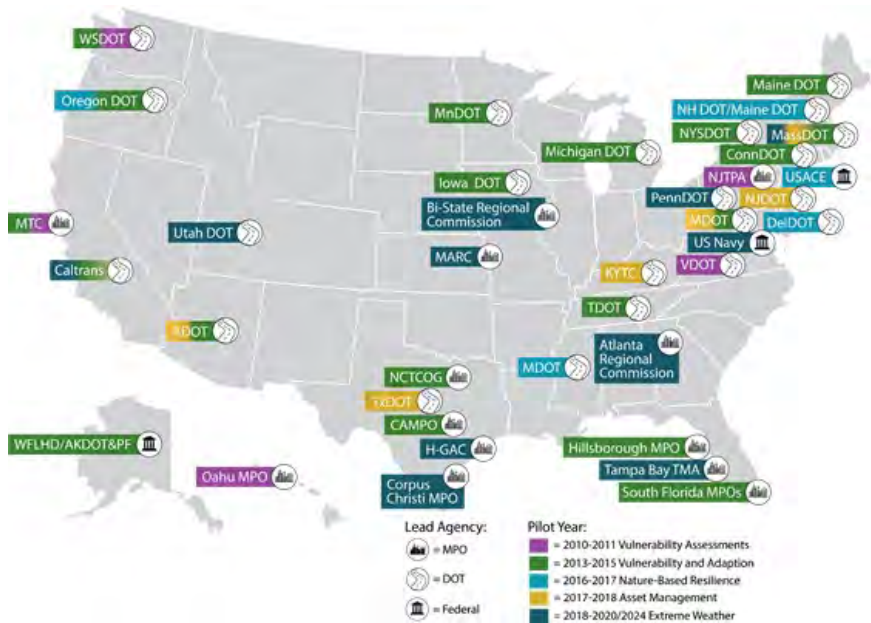 WSDOT
Oregon DOT
MTC
Caltrans
Utah DOT
MnDOT
Michigan DOT
Iowa DOT
Bi-State Regional
Commission
MARC
Maine DOT
NH DOT/Maine DOT
NYSDOT
MassDOT
ConnDOT
NJTPA
USACE
PennDOT
NJDOT
MDOT
DelDOT
US Navy
VDOT
KYTC
TDOT
MDOT
Atlanta
Regional
Commission
NCTCOG
TxDOT
CAMPO
H-GAC
Corpus
Christi MPO
WFLHD/AKDOT&PF
Oahu MPO
Hillsborough MPO
Tampa Bay TMA
South Florida MPOs
Lead Agency:
= MPO
= DOT
= Federal
Pilot Year:
= 2010-2011 Vulnerability Assessments
= 2013-2015 Vulnerability and Adaption
= 2016-2017 Nature-Based Resilience
= 2017-2018 Asset Management
= 2018-2020/2024 Extreme Weather